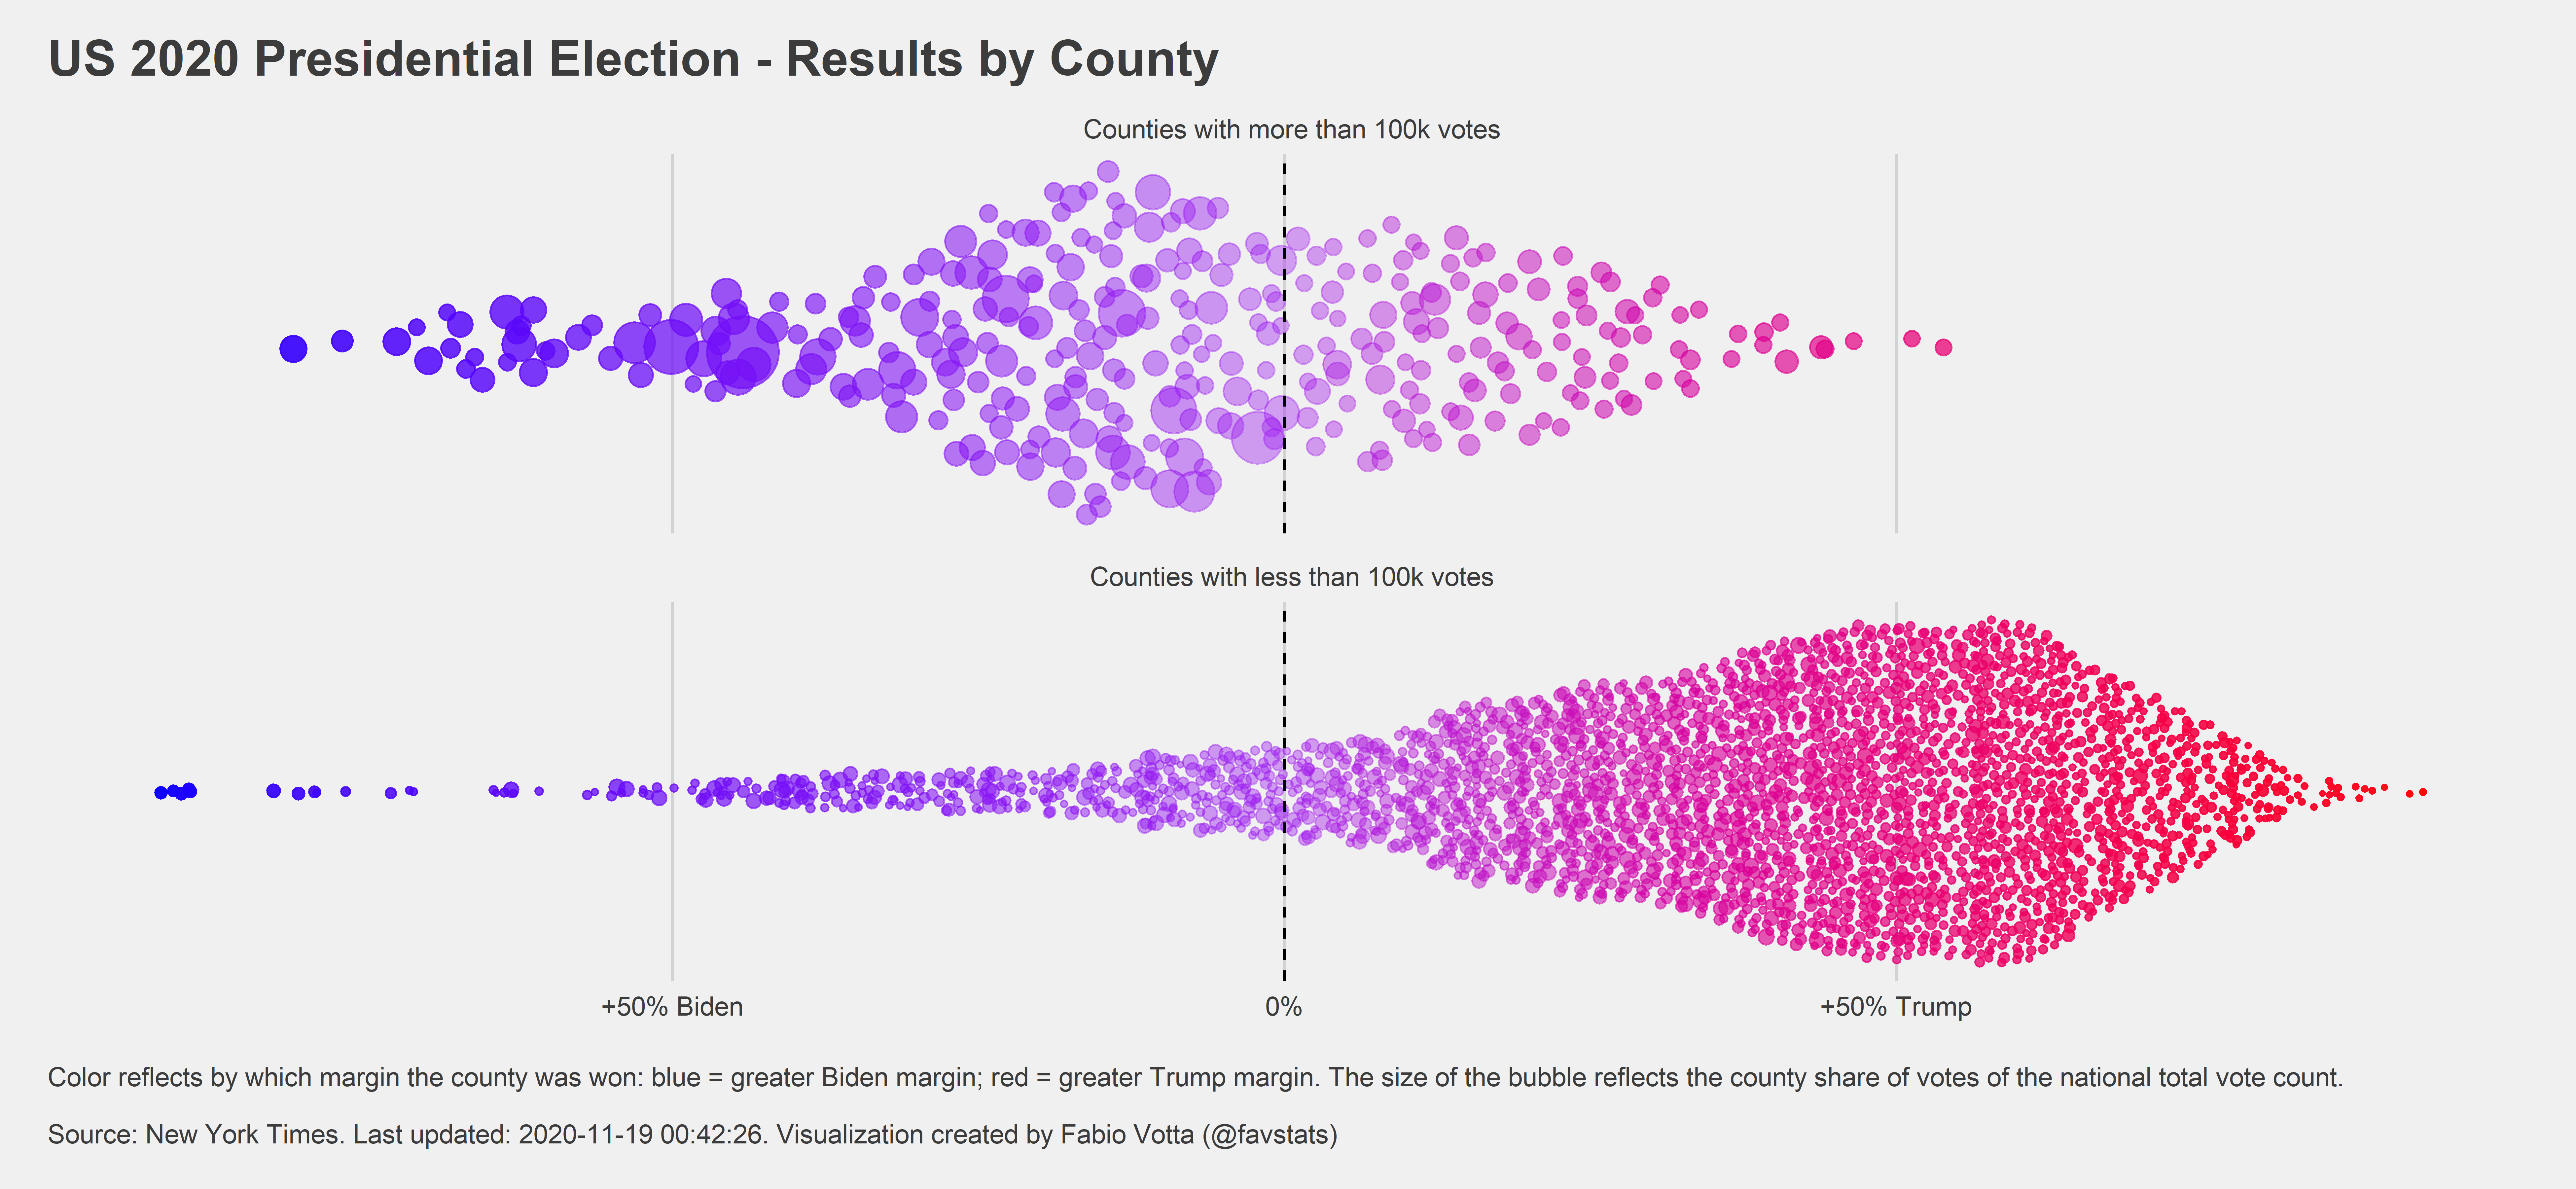 US 2020 Presidential Election - Results by County
Counties with more than 100k votes
Counties with less than 100k votes
+50% Biden
0%
+50% Trump
Color reflects by which margin the county was won: blue = greater Biden margin; red = greater Trump margin. The size of the bubble reflects the county share of votes of the national total vote count.
Source: New York Times. Last updated: 2020-11-19 00:42:26. Visualization created by Fabio Votta (@favstats)